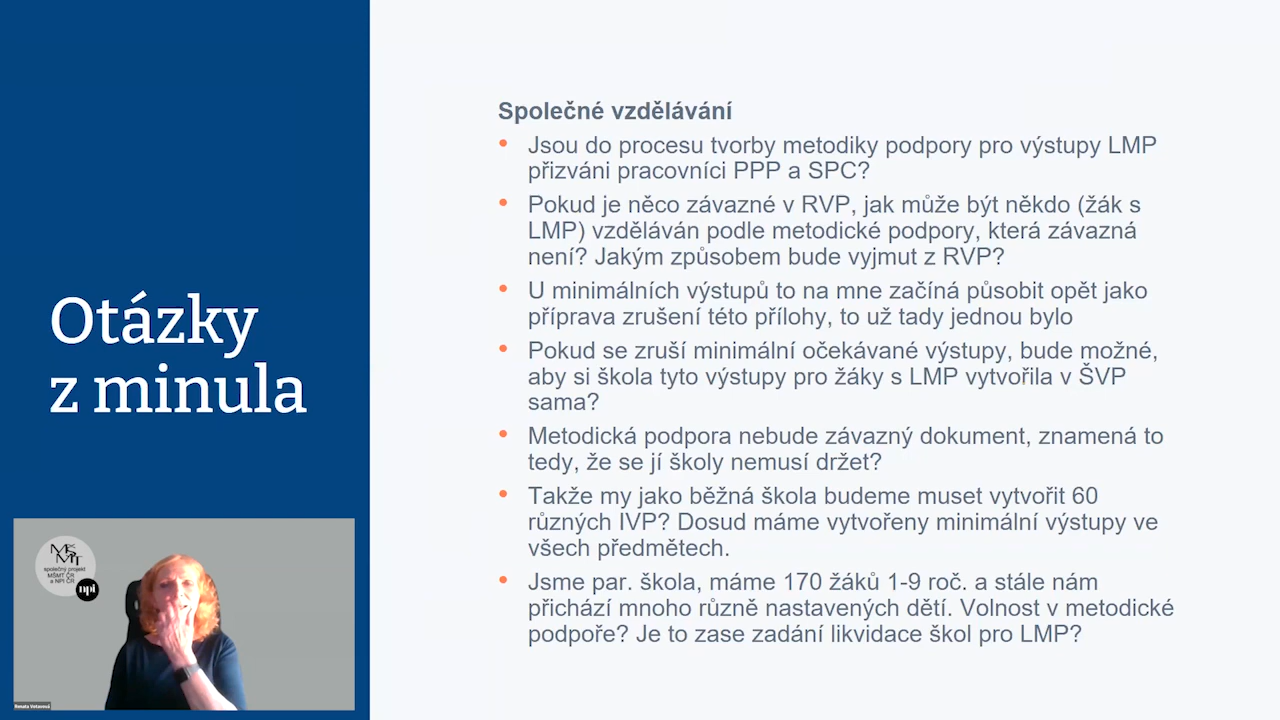 Otázky
z minula
Společné vzdělávání
• Jsou do procesu tvorby metodiky podpory pro výstupy LMP
přizváni pracovníci PPP a SPC?
• Pokud je něco závazné v RVP, jak může být někdo (žák s
LMP) vzděláván podle metodické podpory, která závazná
není? Jakým způsobem bude vyjmut z RVP?
• U minimálních výstupů to na mne začíná působit opět jako
příprava zrušení této přílohy, to už tady jednou bylo
• Pokud se zruší minimální očekávané výstupy, bude možné,
aby si škola tyto výstupy pro žáky s LMP vytvořila v ŠVP
sama?
• Metodická podpora nebude závazný dokument, znamená to
tedy, že se jí školy nemusí držet?
• Takže my jako běžná škola budeme muset vytvořit 60
různých IVP? Dosud máme vytvořeny minimální výstupy ve
všech předmětech.
• Jsme par. škola, máme 170 žáků 1-9 roč. a stále nám
přichází mnoho různě nastavených dětí. Volnost v metodické
podpoře? Je to zase zadání likvidace škol pro LMP?
MŠMT
společný projekt
MŠMT ČR
a NPI ČR
npi
Renata Votavová